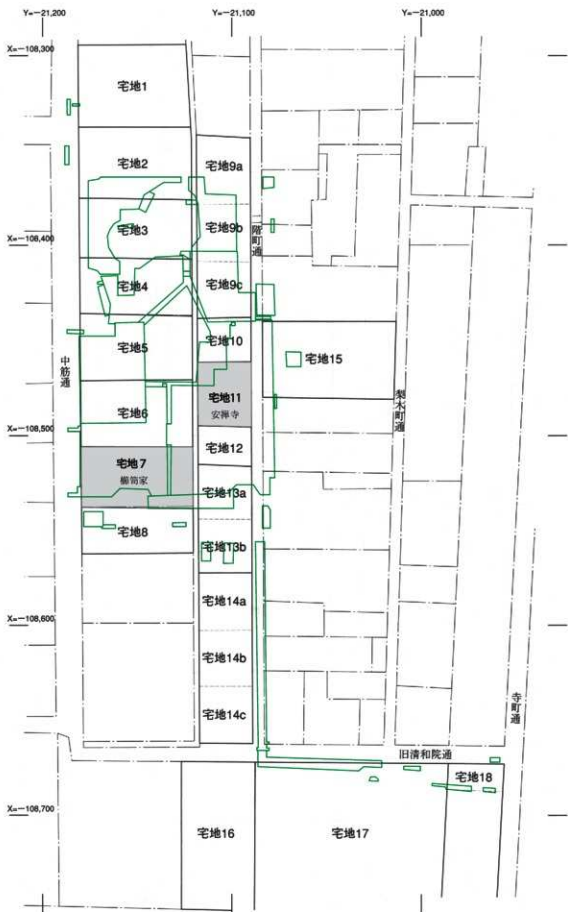 Y=-21,200
Y=-21,100
Y=-21,000
X=-108,300
宅地1
宅地2
宅地9a
宅地3
宅地9b
二階町通
X=-108,400
宅地4
宅地9c
宅地5
宅地10
宅地15
中筋通
宅地11
安禅寺
梨木町通
宅地6
X=-108,500
宅地12
宅地7
櫛笥家
宅地13a
宅地8
宅地13b
宅地14a
X=-108,600
宅地14b
宅地14c
寺町通
旧清和院通
宅地18
X=-108,700
宅地16
宅地17